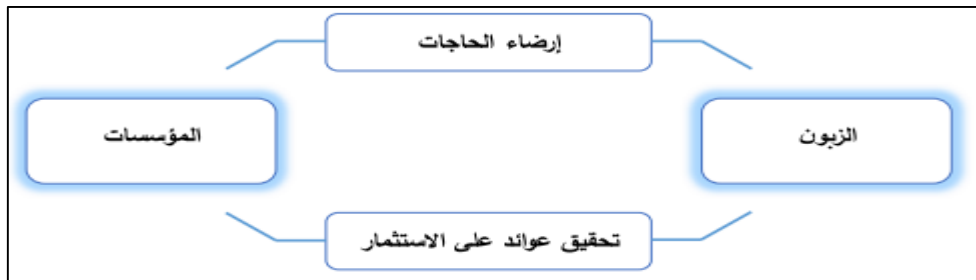 إرضاء الحاجات
الزبون
المؤسسات
تحقيق عوائد على الاستثمار